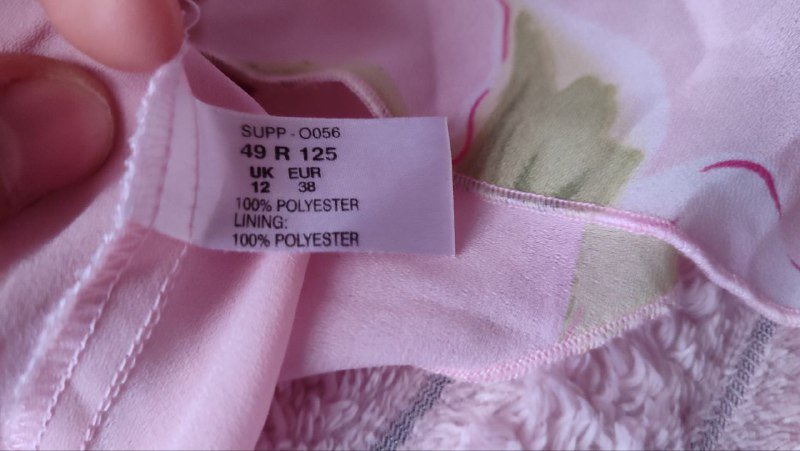 SUPP - O056
49 R 125
UK EUR
12 38
100% POLYESTER
LINING:
100% POLYESTER